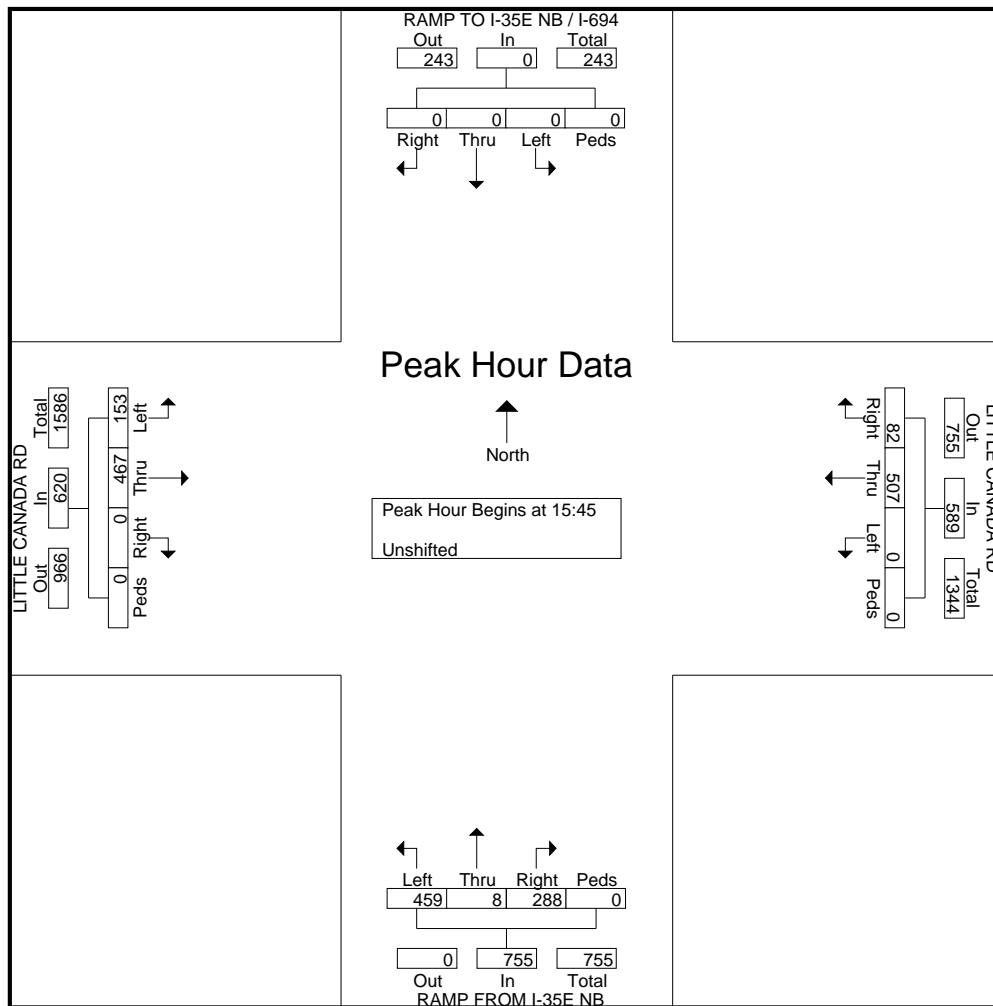 RAMP TO I-35E NB / I-694
Out In Total
243 0 243
0 0 0 0
Right Thru Left Peds
Peak Hour Data
North
Peak Hour Begins at 15:45
Unshifted
LITTLE CANADA RD
Total In Out
1586 620 966
153 467 0 0
Left Thru Right Peds
LITTLE CANADA RD
Out In Total
755 589 1344
82 507 0 0
Right Thru Left Peds
Left Thru Right Peds
459 8 288 0
0 755 755
Out In Total
RAMP FROM I-35E NB